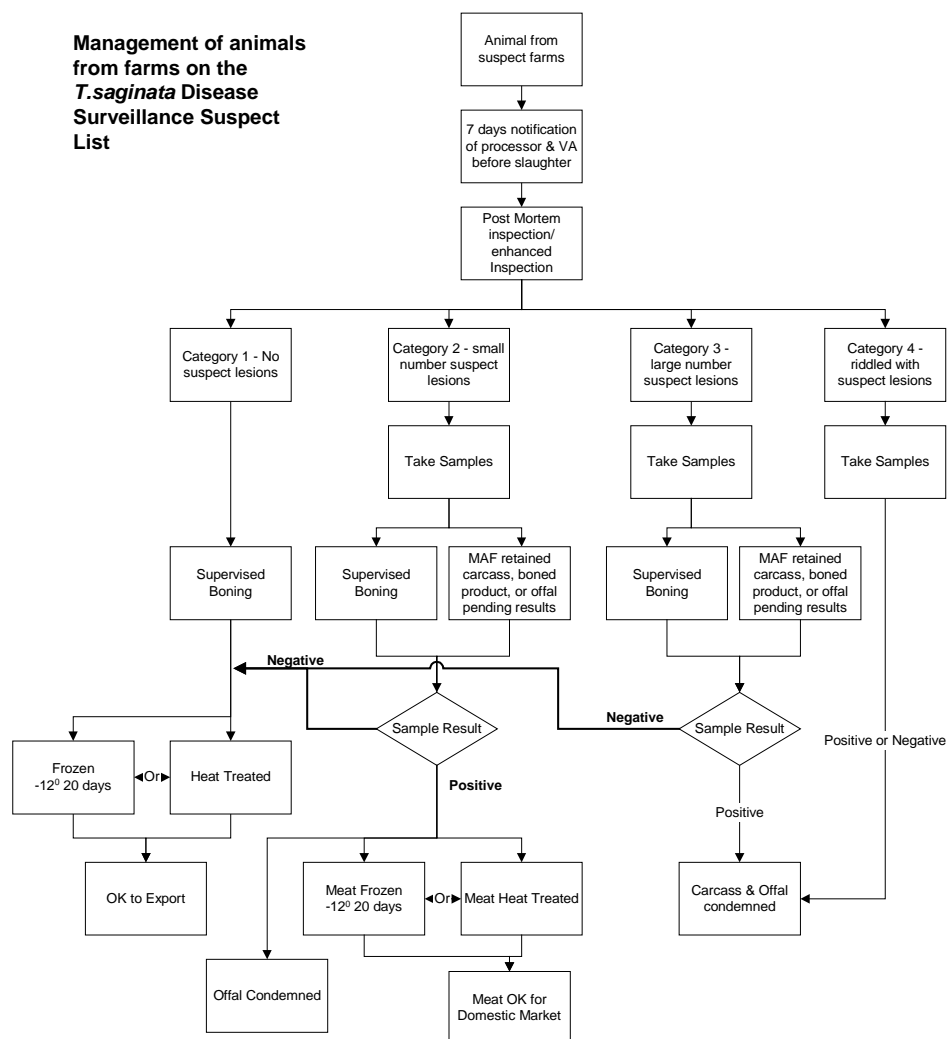 Management of animals
from farms on the
T.saginata Disease
Surveillance Suspect
List
Animal from
suspect farms
7 days notification
of processor & VA
before slaughter
Post Mortem
inspection/
enhanced
Inspection
Category 1 - No
suspect lesions
Category 2 - small
number suspect
lesions
Category 3 -
large number
suspect lesions
Category 4 -
riddled with
suspect lesions
Take Samples
Take Samples
Take Samples
Supervised
Boning
Supervised
Boning
MAF retained
carcass, boned
product, or offal
pending results
Supervised
Boning
MAF retained
carcass, boned
product, or offal
pending results
Negative
Negative
Sample Result
Sample Result
Positive or Negative
Frozen
-12⁰ 20 days
Or
Heat Treated
Positive
Positive
OK to Export
Meat Frozen
-12⁰ 20 days
Or
Meat Heat Treated
Carcass & Offal
condemned
Offal Condemned
Meat OK for
Domestic Market